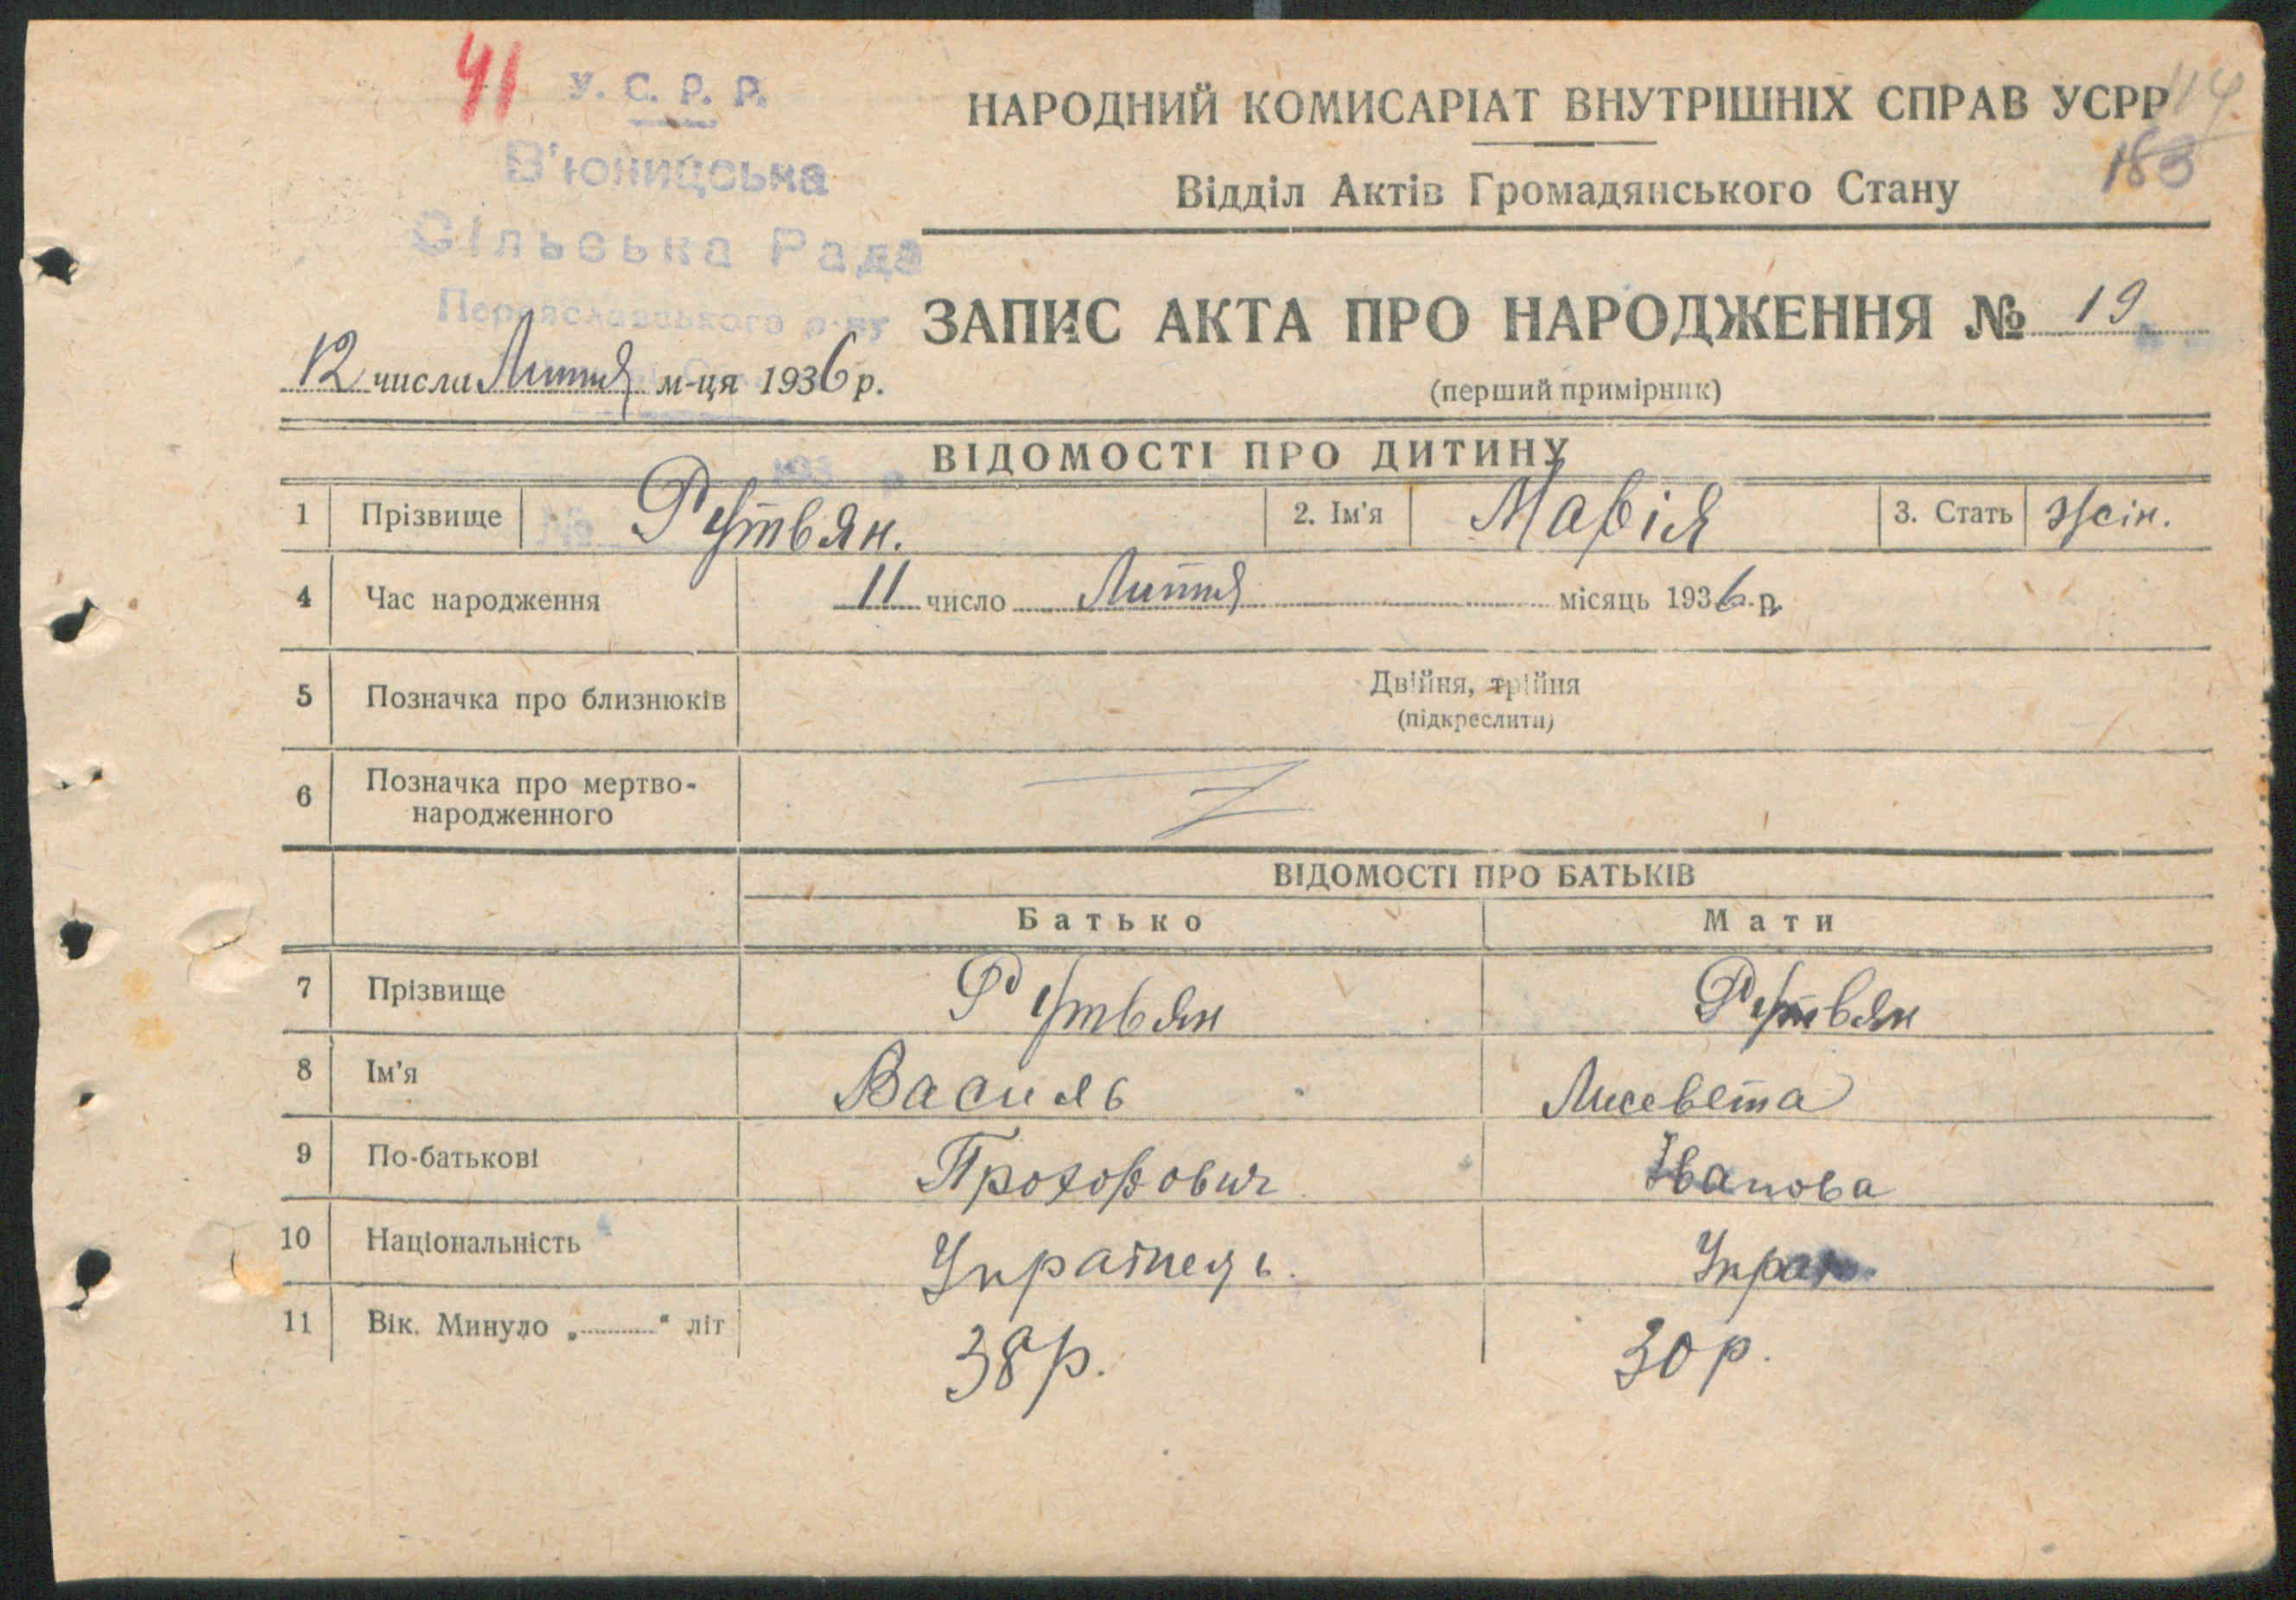 41
У. С. Р. Р.
В'юницська
Сільська Рада
Переяславського р-ну
НАРОДНИЙ КОМИСАРІАТ ВНУТРІШНІХ СПРАВ УСРР
114
183
Відділ Актів Громадянського Стану
ЗАПИС АКТА ПРО НАРОДЖЕННЯ № 19
12 числа Липня м-ця 1936 р.
(перший примірник)
ВІДОМОСТІ ПРО ДИТИНУ
1 Прізвище Рутвян. 2. Ім'я Марія 3. Стать жін.
4 Час народження 11 число Липня місяць 1936 р.
5 Позначка про близнюків Двійня, трійня
(підкреслити)
6 Позначка про мертво-
народженного
ВІДОМОСТІ ПРО БАТЬКІВ
Батько Мати
7 Прізвище Рутвян Рутвян
8 Ім'я Василь Лисевета
9 По-батькові Прохорович Іванова
10 Національність Українець. Укра
11 Вік. Минуло „ “ літ 38 р. 30 р.